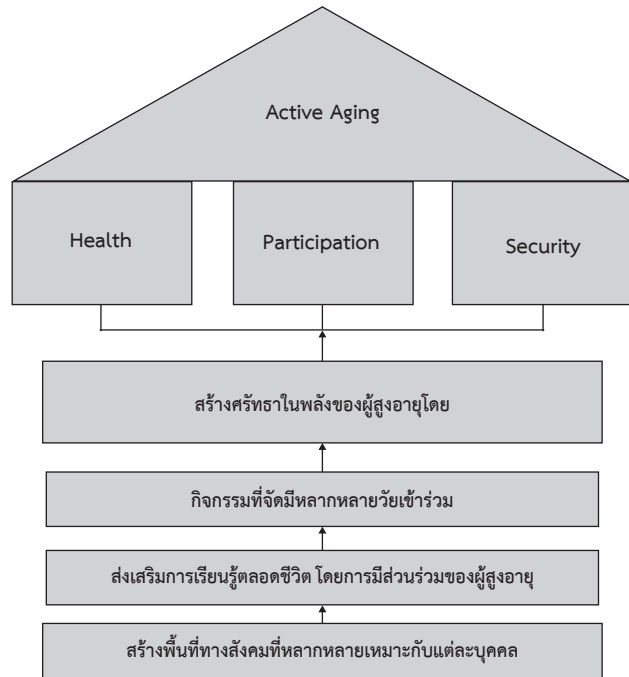 Active Aging
Health
Participation
Security
สร้างศรัทธาในพลังของผู้สูงอายุโดย
กิจกรรมที่จัดมีหลากหลายวัยเข้าร่วม
ส่งเสริมการเรียนรู้ตลอดชีวิต โดยการมีส่วนร่วมของผู้สูงอายุ
สร้างพื้นที่ทางสังคมที่หลากหลายเหมาะกับแต่ละบุคคล